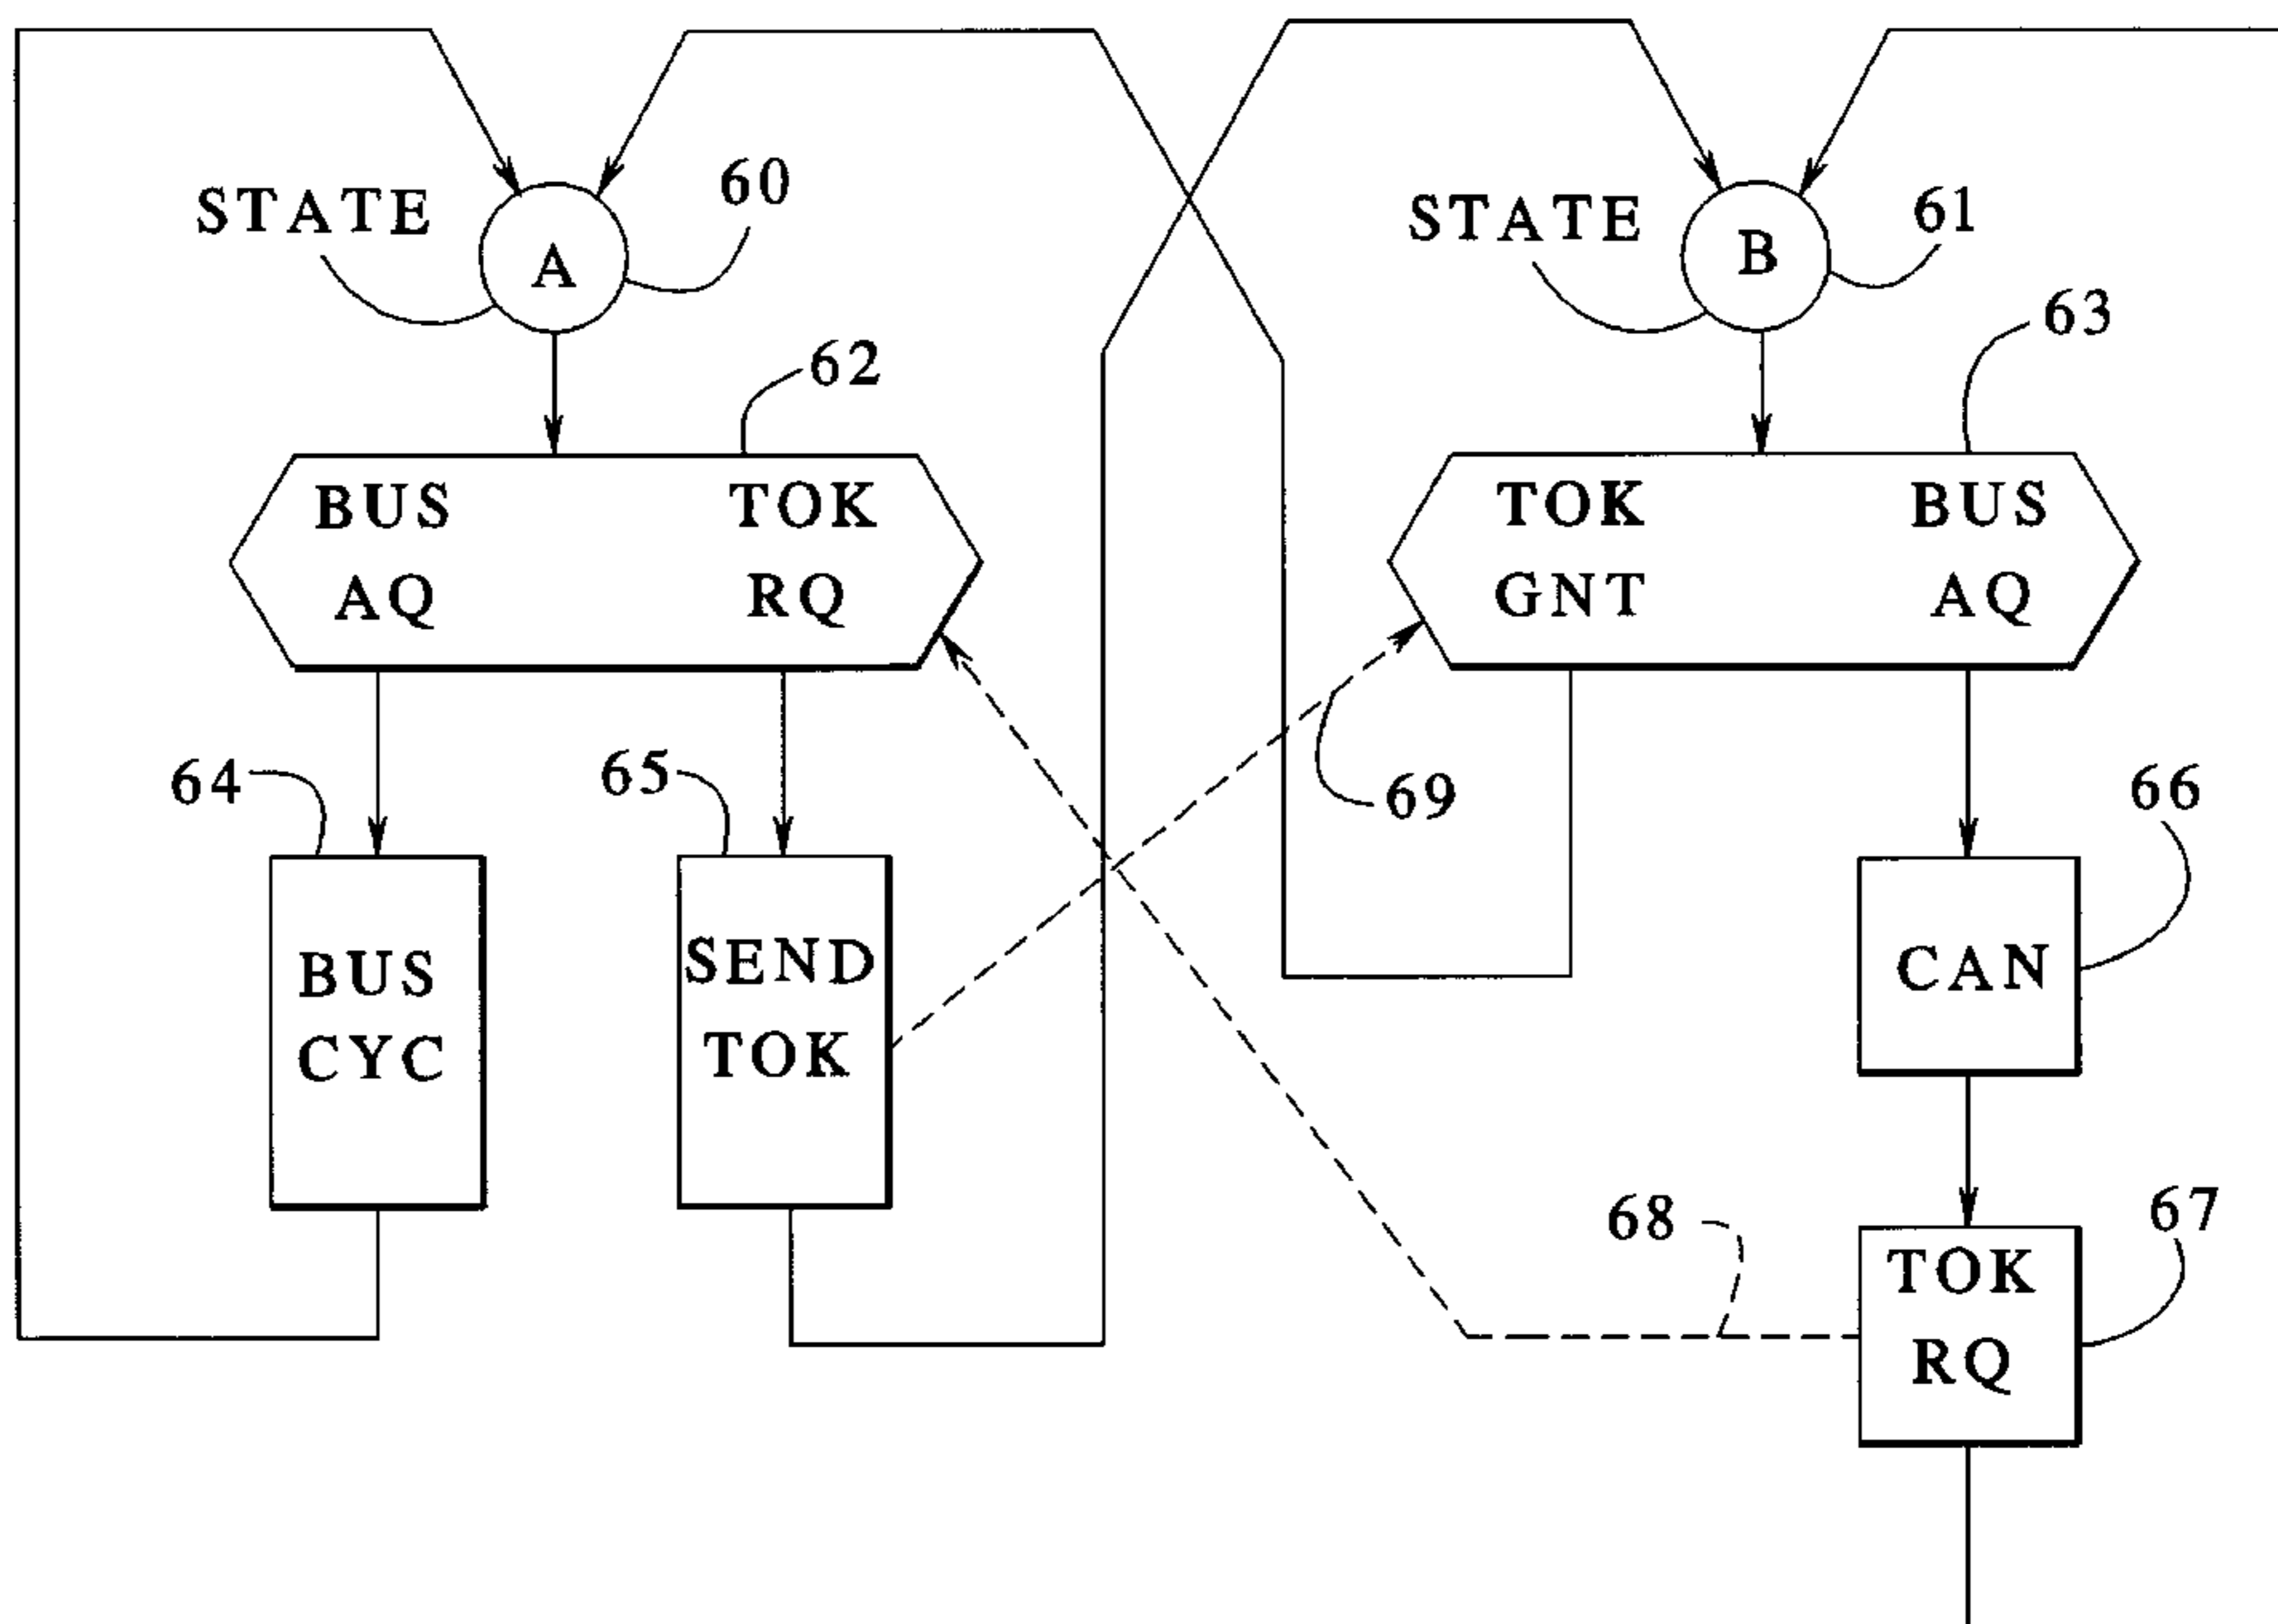 60
STATE
A
61
STATE
B
62
63
BUS
AQ
TOK
RQ
TOK
GNT
BUS
AQ
64
65
69
66
BUS
CYC
SEND
TOK
CAN
68
67
TOK
RQ